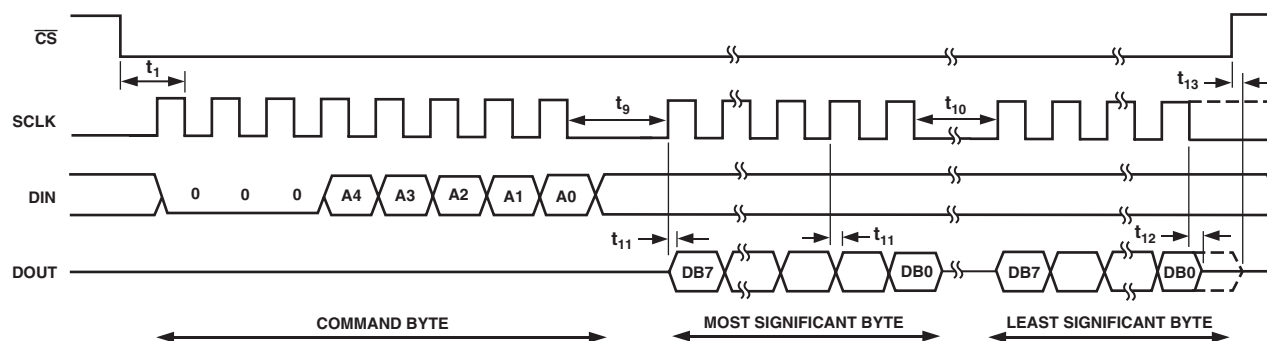 CS
t1
t13
SCLK
t9
t10
DIN
0 0 0 A4 A3 A2 A1 A0
t11
t11
t12
DOUT
DB7
DB0
DB7
DB0
COMMAND BYTE
MOST SIGNIFICANT BYTE
LEAST SIGNIFICANT BYTE